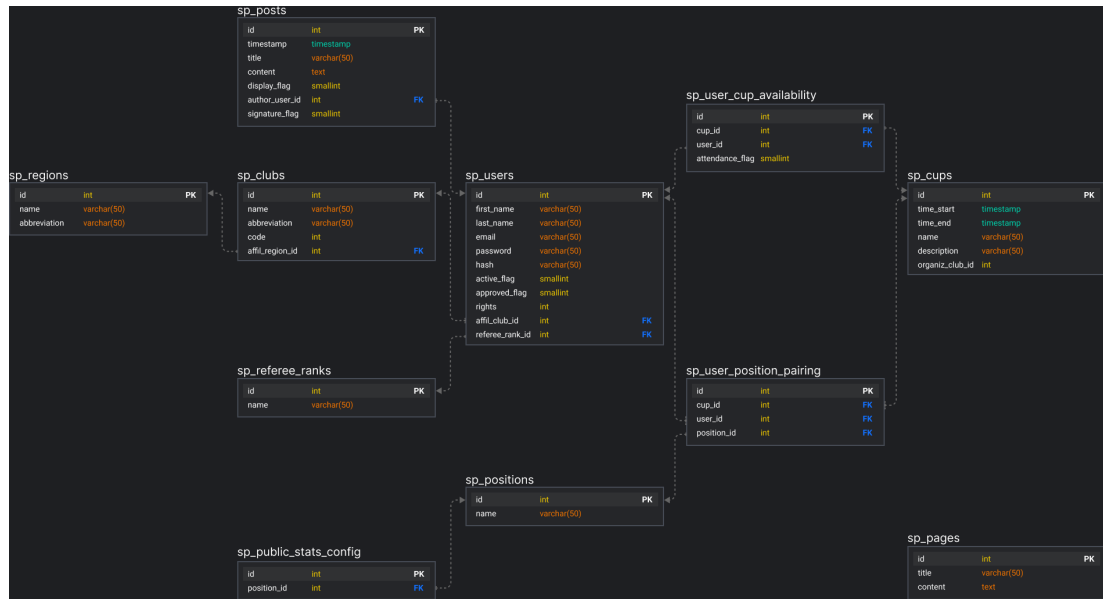 sp_posts
id int PK
timestamp timestamp
title varchar(50)
content text
display_flag smallint
author_user_id int FK
signature_flag smallint
sp_user_cup_availability
id int PK
cup_id int FK
user_id int FK
attendance_flag smallint
sp_regions
id int PK
name varchar(50)
abbreviation varchar(50)
sp_clubs
id int PK
name varchar(50)
abbreviation varchar(50)
code int
affil_region_id int FK
sp_users
id int PK
first_name varchar(50)
last_name varchar(50)
email varchar(50)
password varchar(50)
hash varchar(50)
active_flag smallint
approved_flag smallint
rights int
affil_club_id int FK
referee_rank_id int FK
sp_cups
id int PK
time_start timestamp
time_end timestamp
name varchar(50)
description varchar(50)
organiz_club_id int
sp_referee_ranks
id int PK
name varchar(50)
sp_user_position_pairing
id int PK
cup_id int FK
user_id int FK
position_id int FK
sp_positions
id int PK
name varchar(50)
sp_public_stats_config
id int PK
position_id int FK
sp_pages
id int PK
title varchar(50)
content text